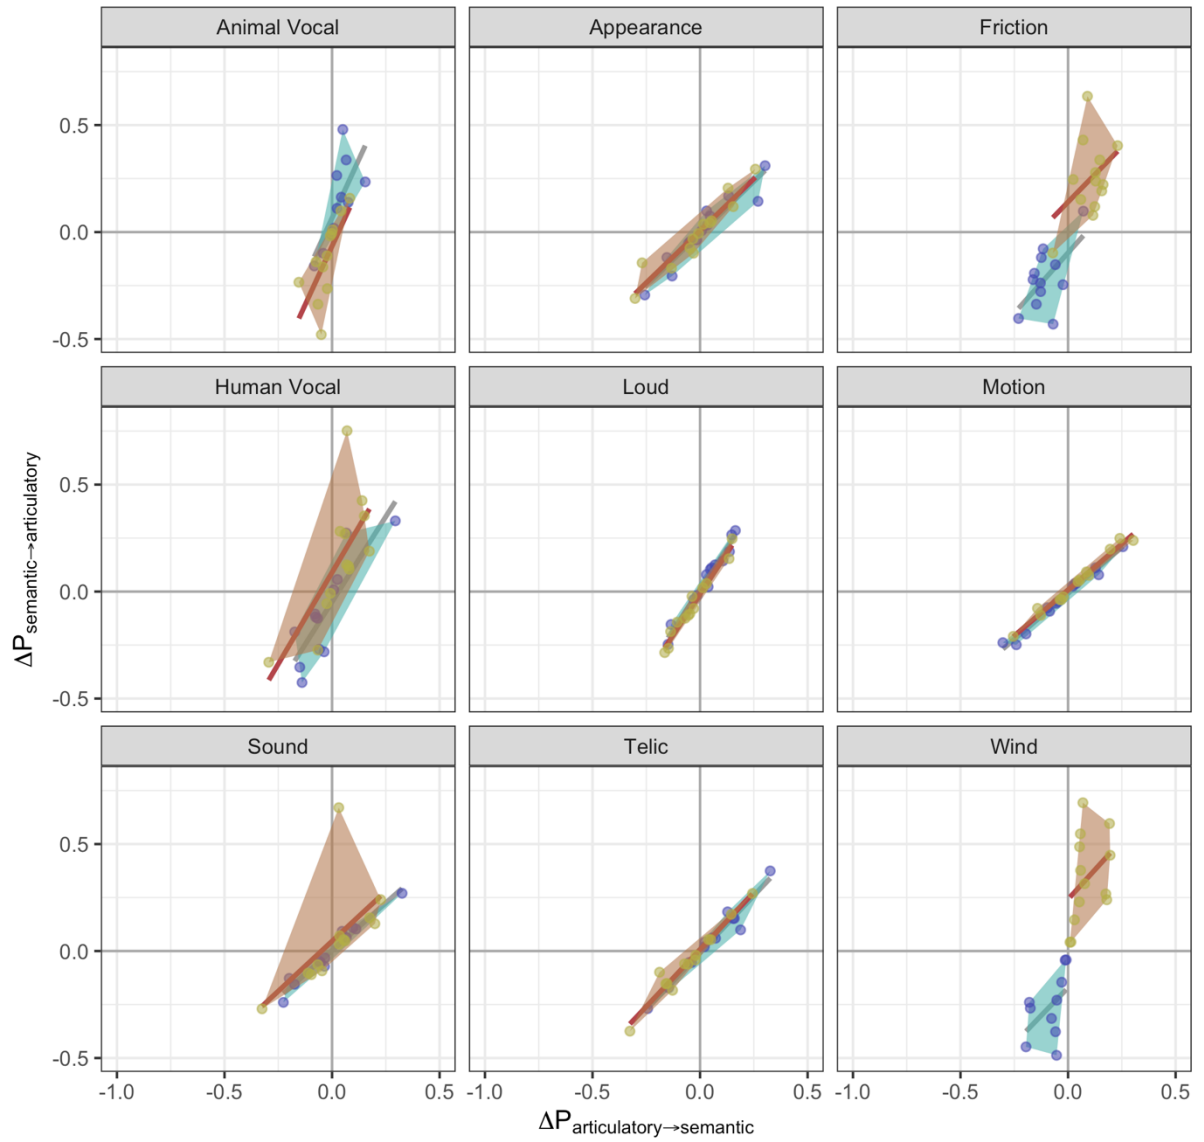 Animal Vocal Appearance Friction
0.5
0.0
-0.5
Human Vocal Loud Motion
0.5
0.0
-0.5
ΔPsemantic→articulatory
Sound Telic Wind
0.5
0.0
-0.5
-1.0 -0.5 0.0 0.5 -1.0 -0.5 0.0 0.5 -1.0 -0.5 0.0 0.5
ΔParticulatory→semantic